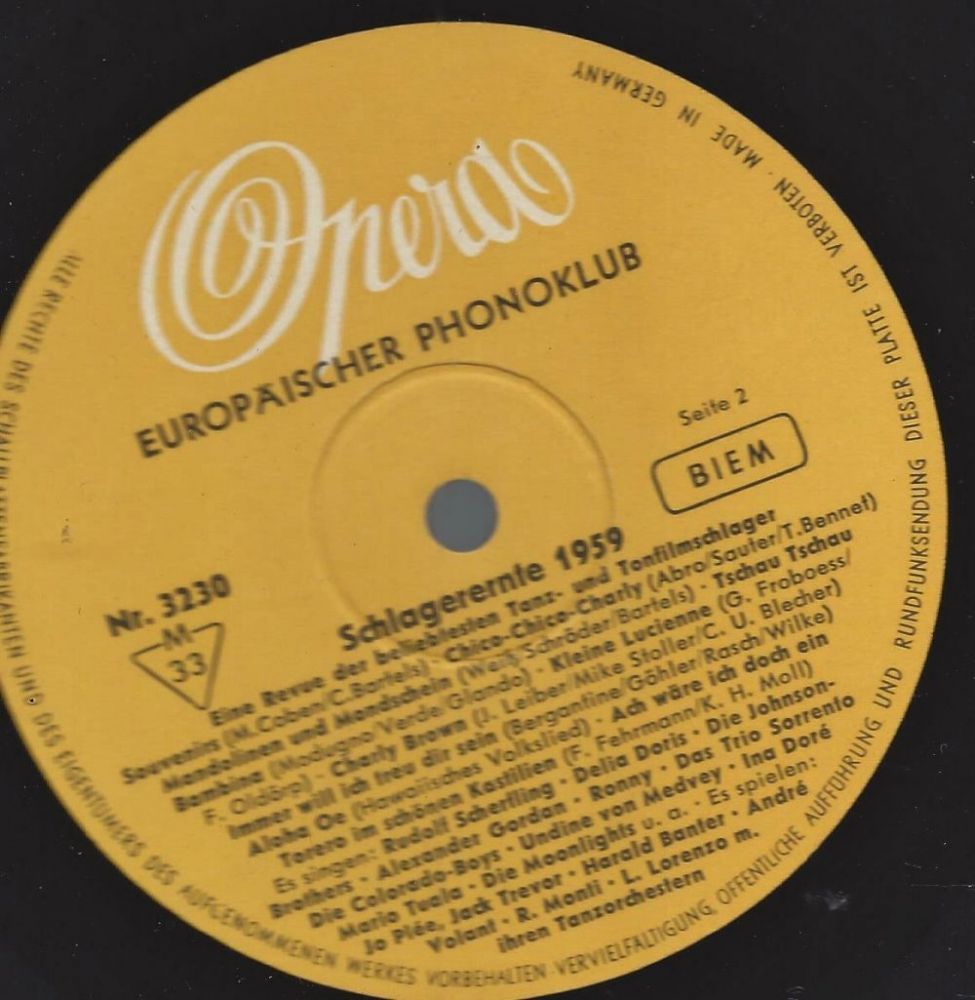 Opera
EUROPÄISCHER PHONOKLUB
Seite 2
BIEM
Nr. 3230
M
33
Schlagerernte 1959
Eine Revue der beliebtesten Tanz- und Tonfilmschlager
Souvenirs (M.Coban/C.Bartels) · Chico-Chico-Charly (Abro/Sauter/T.Bennet)
Mandolinen und Mondschein (Weiß/Schröder/Bartels) · Tschau Tschau
Bambina (Modugno/Verde/Glando) · Kleine Lucienne (G. Froboess/
F. Oldörp) · Charly Brown (J. Leiber/Mike Stoller/C. U. Blecher)
Immer will ich treu dir sein (Bergantine/Göhler/Rasch/Wilke)
Aloha Oe (Hawaiisches Volkslied) · Ach wäre ich doch ein
Torero im schönen Kastilien (F. Fehrmann/K. H. Moll)
Es singen: Rudolf Schertling · Delia Doris · Die Johnson-
Brothers · Alexander Gordan · Ronny · Das Trio Sorrento
Die Colorado-Boys · Undine von Medvey · Ina Doré
Mario Tuala · Die Moonlights u. a. · Es spielen:
Jo Plée, Jack Trevor · Harald Banter · André
Volant · R. Monti · L. Lorenzo m.
ihren Tanzorchestern
ALLE RECHTE DES SCHALLPLATTENFABRIKANTEN UND DES EIGENTÜMERS DES AUFGENOMMENEN WERKES VORBEHALTEN · VERVIELFÄLTIGUNG, ÖFFENTLICHE AUFFÜHRUNG UND RUNDFUNKSENDUNG DIESER PLATTE IST VERBOTEN · MADE IN GERMANY